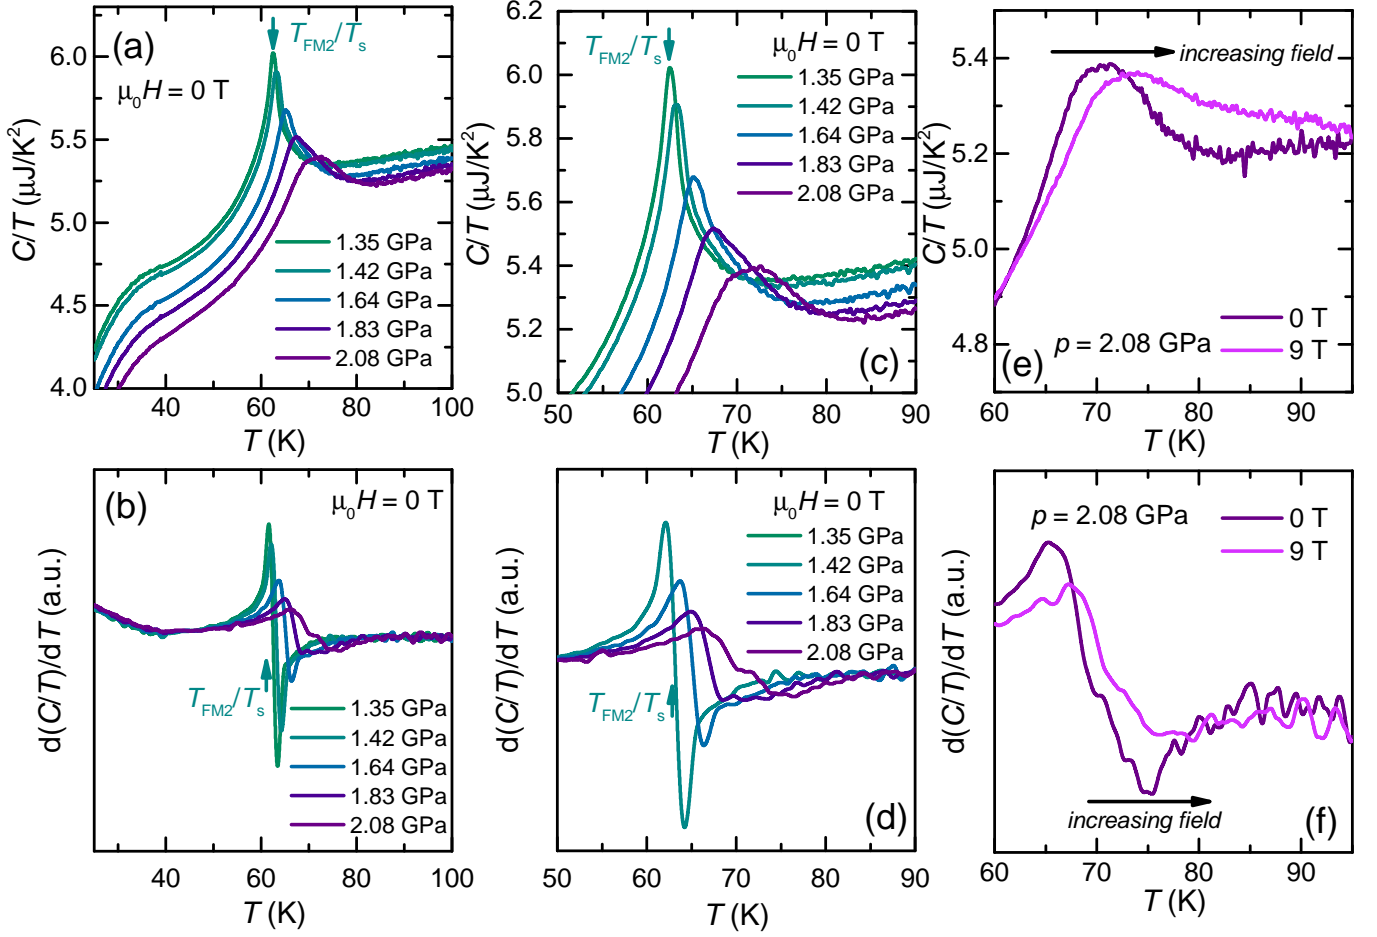 (a)
T_FM2/T_s
μ₀H = 0 T
1.35 GPa
1.42 GPa
1.64 GPa
1.83 GPa
2.08 GPa
C/T (μJ/K²)
6.0
5.5
5.0
4.5
4.0
40
60
80
100
T (K)
(c)
T_FM2/T_s
μ₀H = 0 T
1.35 GPa
1.42 GPa
1.64 GPa
1.83 GPa
2.08 GPa
C/T (μJ/K²)
6.2
6.0
5.8
5.6
5.4
5.2
5.0
50
60
70
80
90
T (K)
(e)
increasing field
p = 2.08 GPa
0 T
9 T
C/T (μJ/K²)
5.4
5.2
5.0
4.8
60
70
80
90
T (K)
(b)
μ₀H = 0 T
T_FM2/T_s
1.35 GPa
1.42 GPa
1.64 GPa
1.83 GPa
2.08 GPa
d(C/T)/dT (a.u.)
40
60
80
100
T (K)
(d)
μ₀H = 0 T
1.35 GPa
1.42 GPa
1.64 GPa
1.83 GPa
2.08 GPa
T_FM2/T_s
d(C/T)/dT (a.u.)
50
60
70
80
90
T (K)
(f)
p = 2.08 GPa
0 T
9 T
increasing field
d(C/T)/dT (a.u.)
60
70
80
90
T (K)